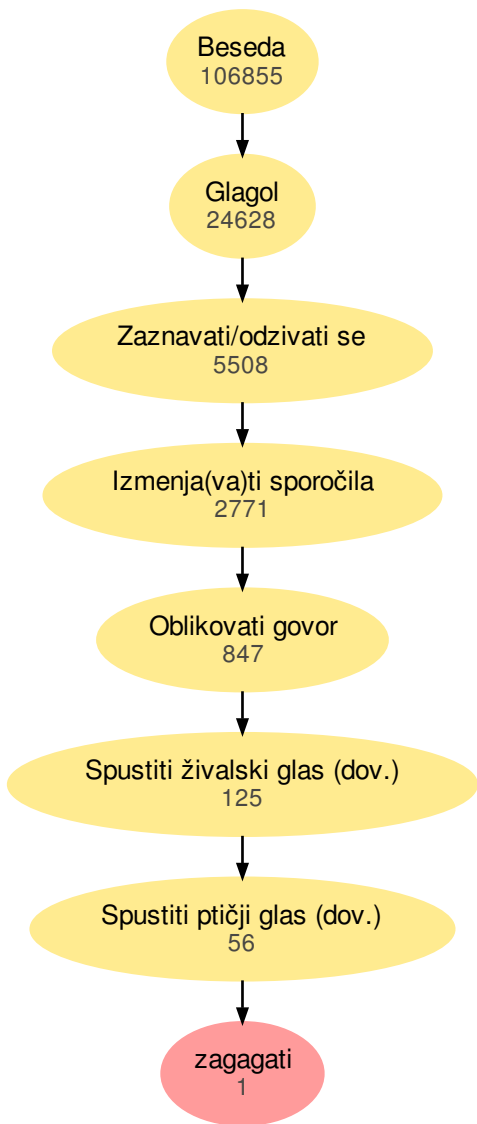 Beseda
106855
Glagol
24628
Zaznavati/odzivati se
5508
Izmenja(va)ti sporočila
2771
Oblikovati govor
847
Spustiti živalski glas (dov.)
125
Spustiti ptičji glas (dov.)
56
zagagati
1